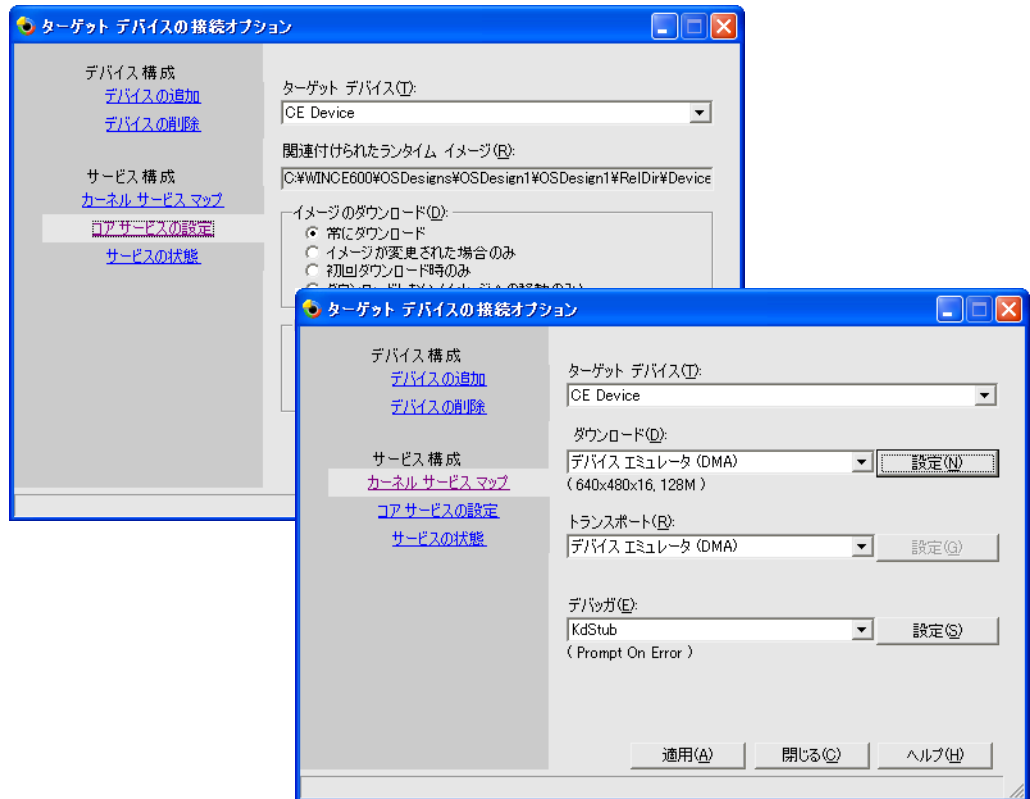 ターゲット デバイスの接続オプション
デバイス構成
デバイスの追加
デバイスの削除
サービス構成
カーネル サービス マップ
コア サービスの設定
サービスの状態
ターゲット デバイス(T):
CE Device
関連付けられたランタイム イメージ(R):
C:¥WINCE600¥OSDesigns¥OSDesign1¥OSDesign1¥RelDir¥Device
イメージのダウンロード(D):
常にダウンロード
イメージが変更された場合のみ
初回ダウンロード時のみ
ターゲット デバイスの接続オプション
デバイス構成
デバイスの追加
デバイスの削除
サービス構成
カーネル サービス マップ
コア サービスの設定
サービスの状態
ターゲット デバイス(T):
CE Device
ダウンロード(D):
デバイス エミュレータ (DMA)
設定(N)
( 640x480x16, 128M )
トランスポート(R):
デバイス エミュレータ (DMA)
設定(G)
デバッガ(E):
KdStub
設定(S)
( Prompt On Error )
適用(A)
閉じる(C)
ヘルプ(H)